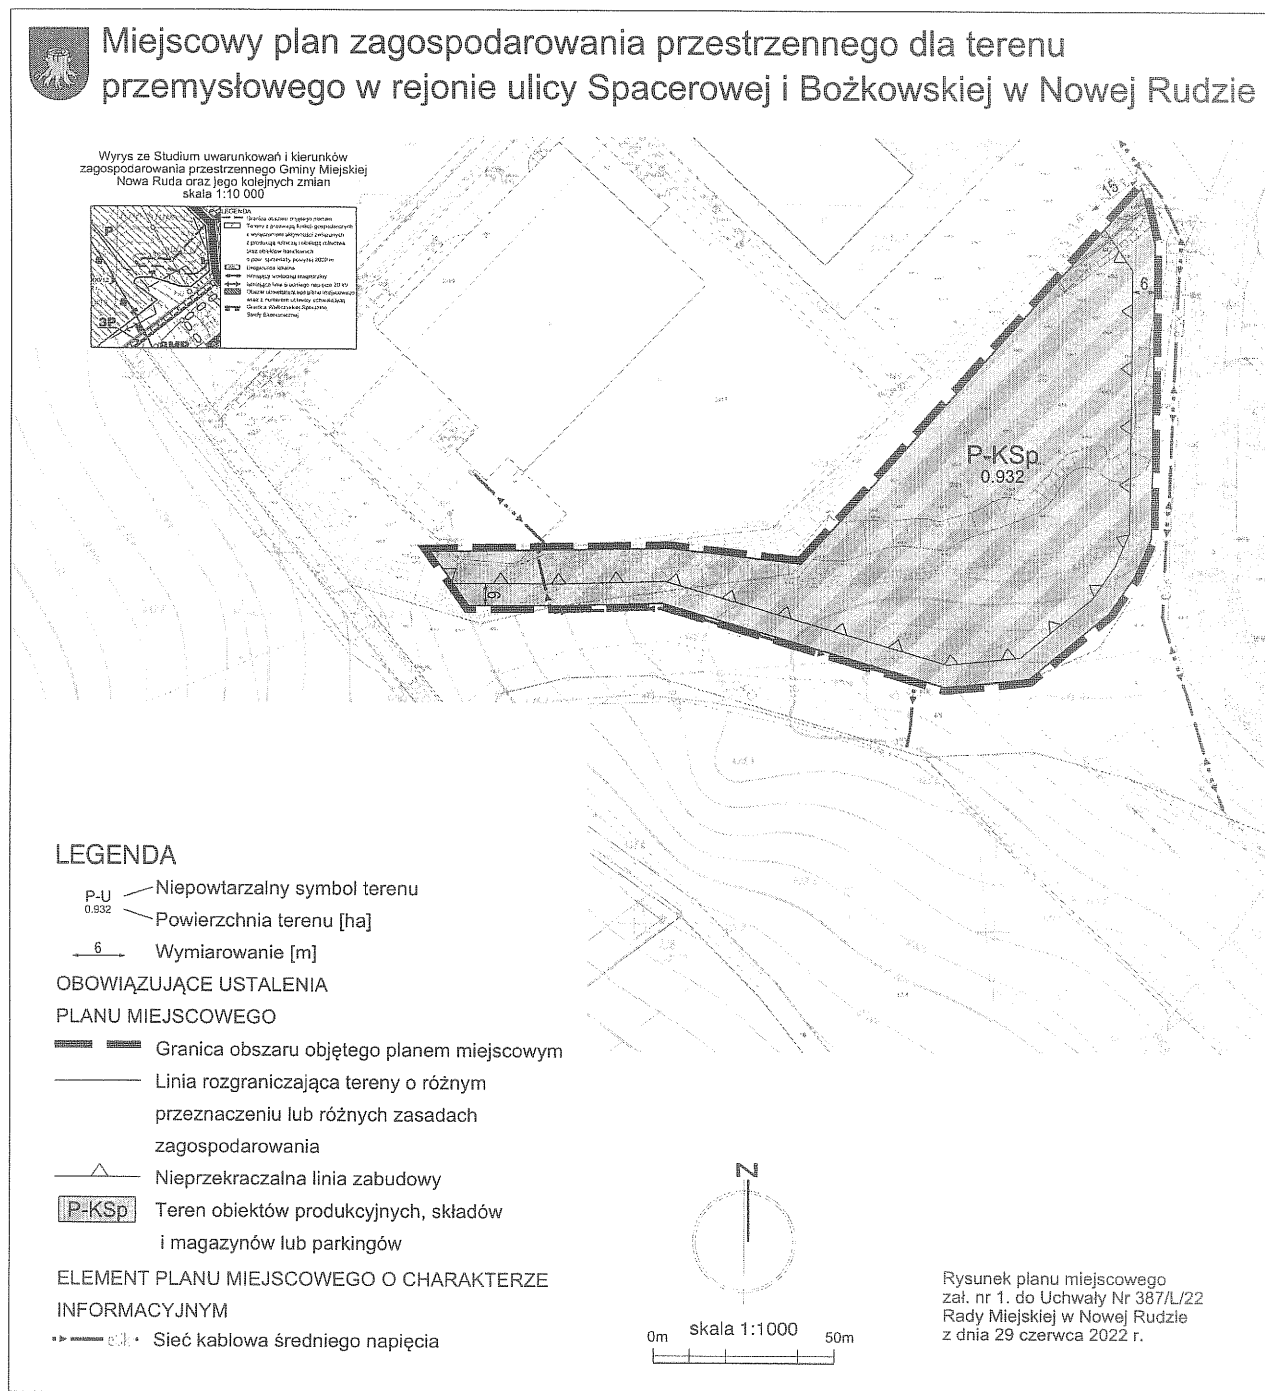 Miejscowy plan zagospodarowania przestrzennego dla terenu
przemysłowego w rejonie ulicy Spacerowej i Bożkowskiej w Nowej Rudzie
Wyrys ze Studium uwarunkowań i kierunków
zagospodarowania przestrzennego Gminy Miejskiej
Nowa Ruda oraz jego kolejnych zmian
skala 1:10 000
LEGENDA
P
3P
15
6
P-KSp
0.932
6
LEGENDA
P-U
0.932
Niepowtarzalny symbol terenu
Powierzchnia terenu [ha]
6
Wymiarowanie [m]
OBOWIĄZUJĄCE USTALENIA
PLANU MIEJSCOWEGO
Granica obszaru objętego planem miejscowym
Linia rozgraniczająca tereny o różnym
przeznaczeniu lub różnych zasadach
zagospodarowania
Nieprzekraczalna linia zabudowy
P-KSp
Teren obiektów produkcyjnych, składów
i magazynów lub parkingów
ELEMENT PLANU MIEJSCOWEGO O CHARAKTERZE
INFORMACYJNYM
Sieć kablowa średniego napięcia
N
skala 1:1000
0m
50m
Rysunek planu miejscowego
zał. nr 1. do Uchwały Nr 387/L/22
Rady Miejskiej w Nowej Rudzie
z dnia 29 czerwca 2022 r.